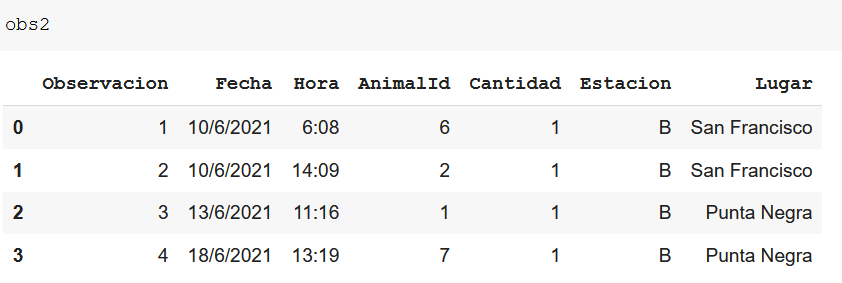 obs2
Observacion Fecha Hora AnimalId Cantidad Estacion Lugar
0 1 10/6/2021 6:08 6 1 B San Francisco
1 2 10/6/2021 14:09 2 1 B San Francisco
2 3 13/6/2021 11:16 1 1 B Punta Negra
3 4 18/6/2021 13:19 7 1 B Punta Negra